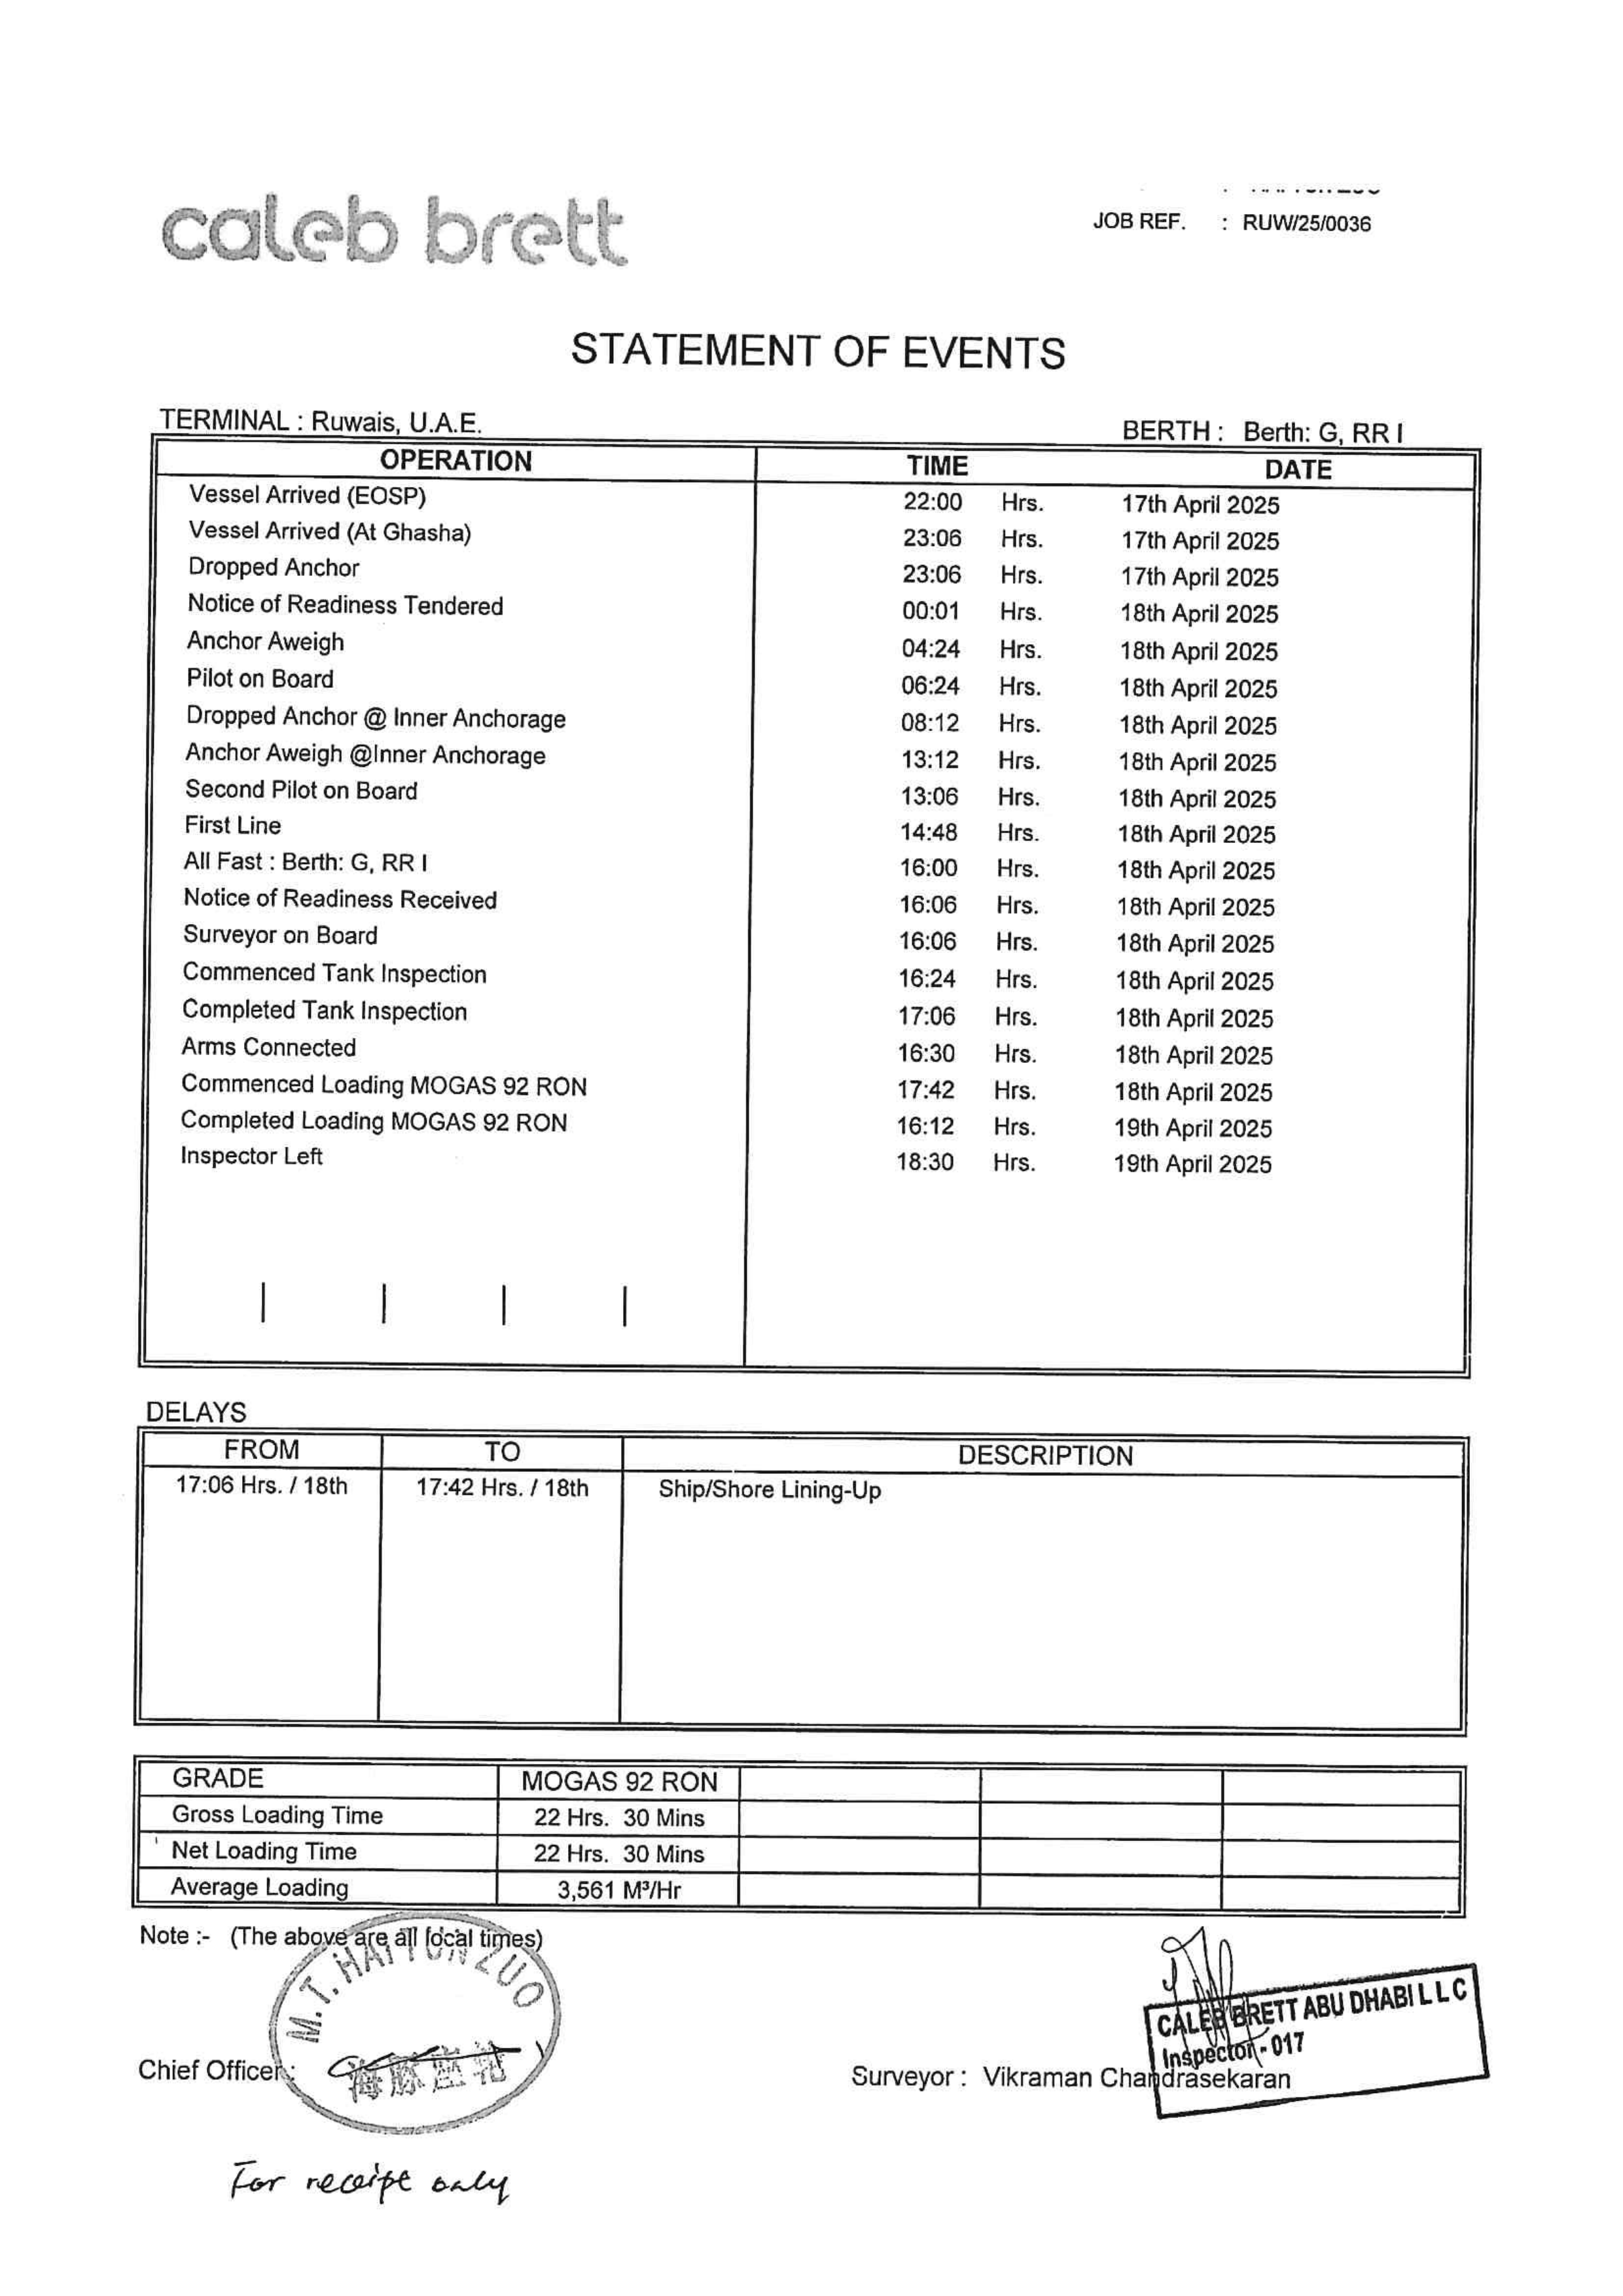 caleb brett
JOB REF. : RUW/25/0036
STATEMENT OF EVENTS
TERMINAL : Ruwais, U.A.E. BERTH : Berth: G, RR I
OPERATION TIME DATE
Vessel Arrived (EOSP) 22:00 Hrs. 17th April 2025
Vessel Arrived (At Ghasha) 23:06 Hrs. 17th April 2025
Dropped Anchor 23:06 Hrs. 17th April 2025
Notice of Readiness Tendered 00:01 Hrs. 18th April 2025
Anchor Aweigh 04:24 Hrs. 18th April 2025
Pilot on Board 06:24 Hrs. 18th April 2025
Dropped Anchor @ Inner Anchorage 08:12 Hrs. 18th April 2025
Anchor Aweigh @Inner Anchorage 13:12 Hrs. 18th April 2025
Second Pilot on Board 13:06 Hrs. 18th April 2025
First Line 14:48 Hrs. 18th April 2025
All Fast : Berth: G, RR I 16:00 Hrs. 18th April 2025
Notice of Readiness Received 16:06 Hrs. 18th April 2025
Surveyor on Board 16:06 Hrs. 18th April 2025
Commenced Tank Inspection 16:24 Hrs. 18th April 2025
Completed Tank Inspection 17:06 Hrs. 18th April 2025
Arms Connected 16:30 Hrs. 18th April 2025
Commenced Loading MOGAS 92 RON 17:42 Hrs. 18th April 2025
Completed Loading MOGAS 92 RON 16:12 Hrs. 19th April 2025
Inspector Left 18:30 Hrs. 19th April 2025
DELAYS
FROM TO DESCRIPTION
17:06 Hrs. / 18th 17:42 Hrs. / 18th Ship/Shore Lining-Up
GRADE MOGAS 92 RON
Gross Loading Time 22 Hrs. 30 Mins
Net Loading Time 22 Hrs. 30 Mins
Average Loading 3,561 M³/Hr
Note :- (The above are all local times)
M.T. HAI TUN ZUO
海豚座轮
CALEB BRETT ABU DHABI L L C
Inspector - 017
Chief Officer : Surveyor : Vikraman Chandrasekaran
For receipt only